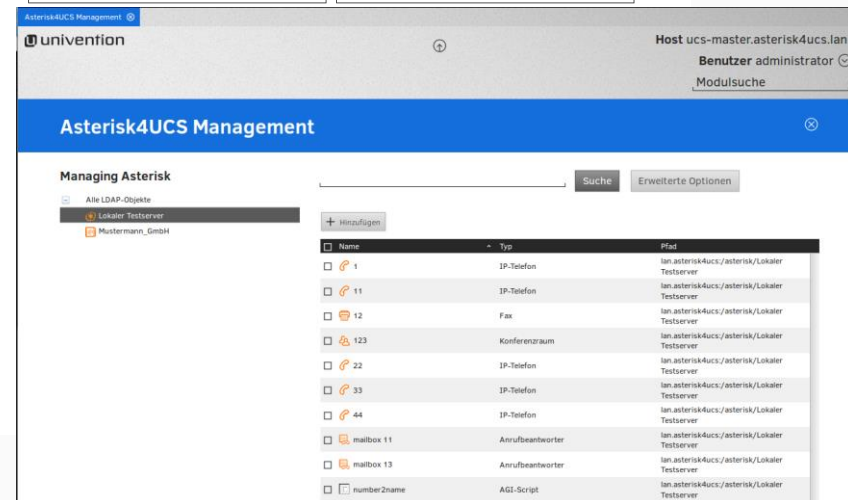 Asterisk4UCS Management
univention
Host ucs-master.asterisk4ucs.lan
Benutzer administrator
Modulsuche
Asterisk4UCS Management
Managing Asterisk
Suche
Erweiterte Optionen
Alle LDAP-Objekte
Lokaler Testserver
Mustermann_GmbH
+ Hinzufügen
Name Typ Pfad
1 IP-Telefon lan.asterisk4ucs:/asterisk/Lokaler
Testserver
11 IP-Telefon lan.asterisk4ucs:/asterisk/Lokaler
Testserver
12 Fax lan.asterisk4ucs:/asterisk/Lokaler
Testserver
123 Konferenzraum lan.asterisk4ucs:/asterisk/Lokaler
Testserver
22 IP-Telefon lan.asterisk4ucs:/asterisk/Lokaler
Testserver
33 IP-Telefon lan.asterisk4ucs:/asterisk/Lokaler
Testserver
44 IP-Telefon lan.asterisk4ucs:/asterisk/Lokaler
Testserver
mailbox 11 Anrufbeantworter lan.asterisk4ucs:/asterisk/Lokaler
Testserver
mailbox 13 Anrufbeantworter lan.asterisk4ucs:/asterisk/Lokaler
Testserver
number2name AGI-Script lan.asterisk4ucs:/asterisk/Lokaler
Testserver